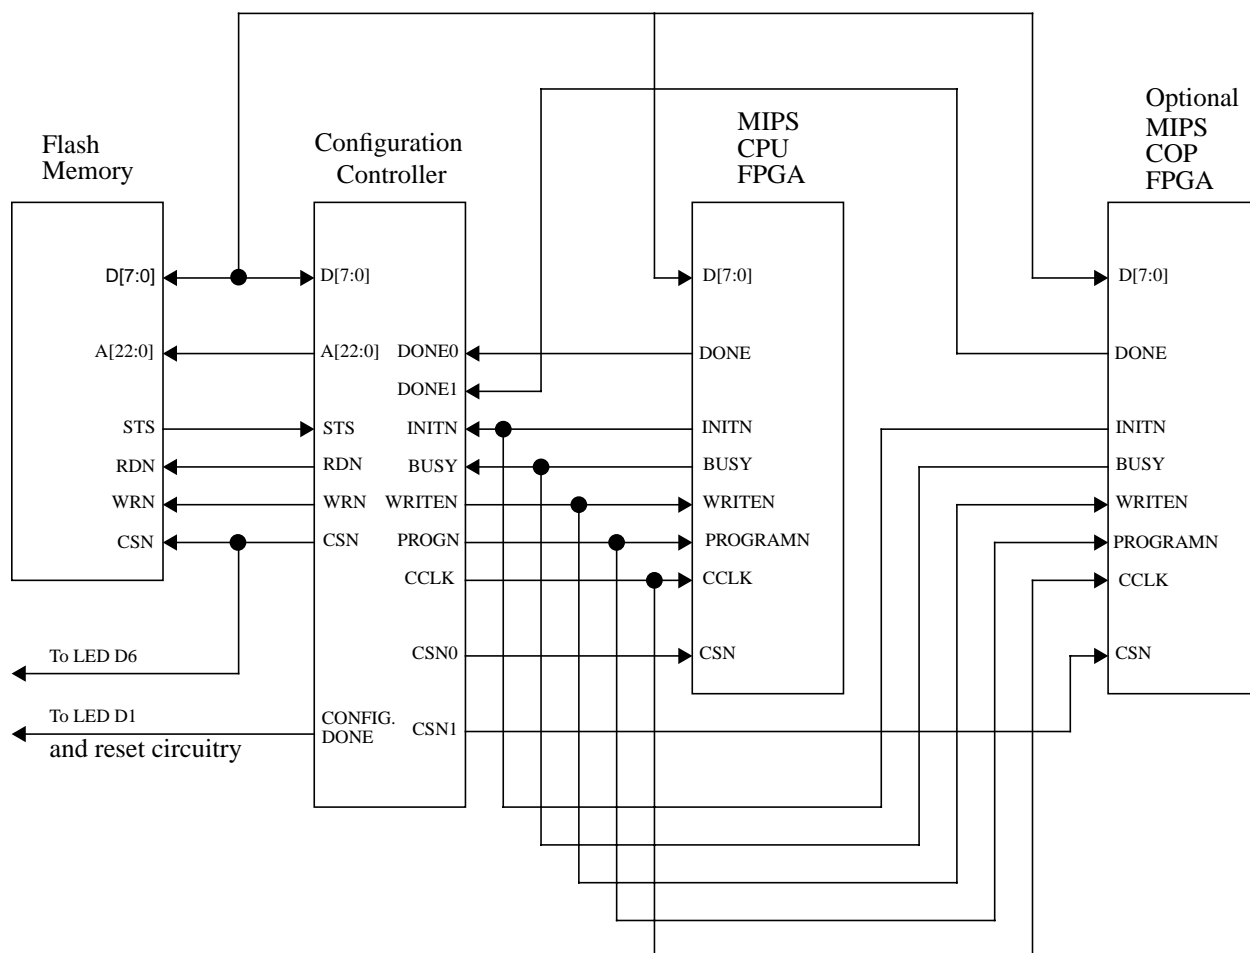 Flash
Memory
Configuration
Controller
MIPS
CPU
FPGA
Optional
MIPS
COP
FPGA
D[7:0]
A[22:0]
STS
RDN
WRN
CSN
D[7:0]
A[22:0]
STS
RDN
WRN
CSN
CONFIG.
DONE
DONE0
DONE1
INITN
BUSY
WRITEN
PROGN
CCLK
CSN0
CSN1
D[7:0]
DONE
INITN
BUSY
WRITEN
PROGRAMN
CCLK
CSN
D[7:0]
DONE
INITN
BUSY
WRITEN
PROGRAMN
CCLK
CSN
To LED D6
To LED D1
and reset circuitry